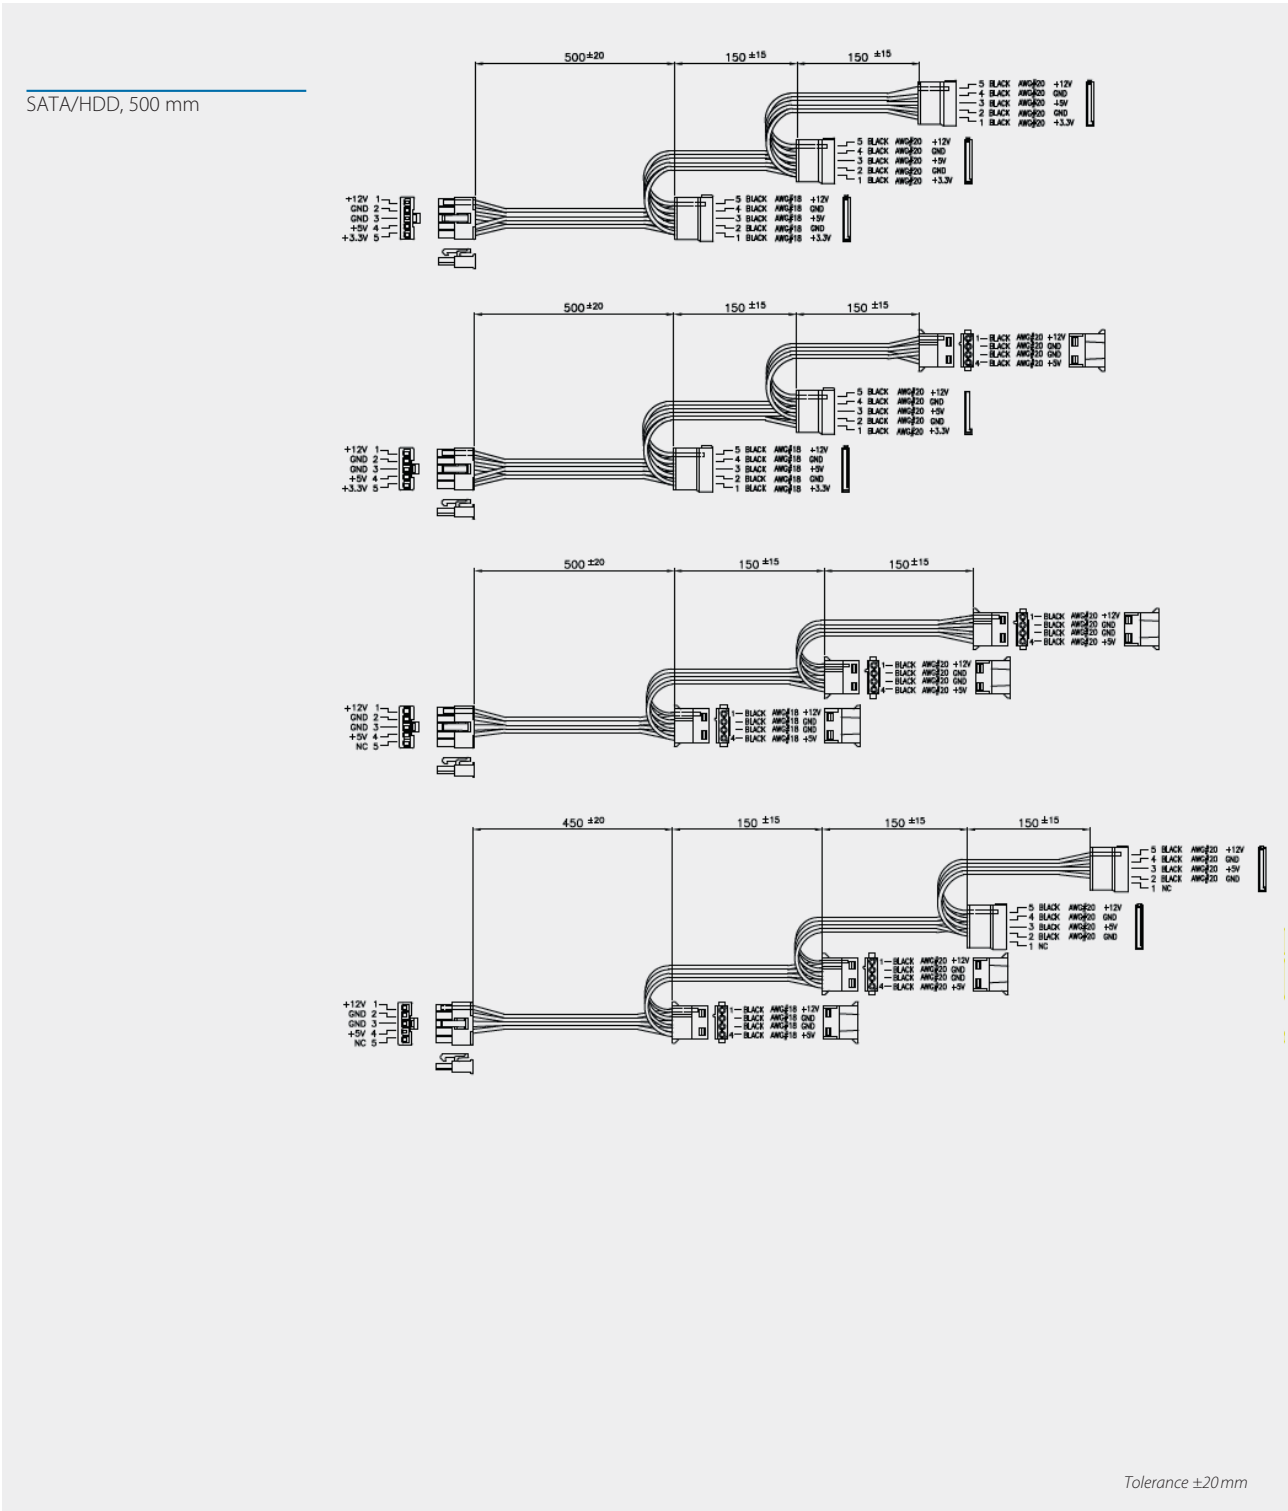 SATA/HDD, 500 mm
500±20 150 ±15 150 ±15
5 BLACK AWG#20 +12V
4 BLACK AWG#20 GND
3 BLACK AWG#20 +5V
2 BLACK AWG#20 GND
1 BLACK AWG#20 +3.3V
5 BLACK AWG#20 +12V
4 BLACK AWG#20 GND
3 BLACK AWG#20 +5V
2 BLACK AWG#20 GND
1 BLACK AWG#20 +3.3V
+12V 1
GND 2
GND 3
+5V 4
+3.3V 5
5 BLACK AWG#18 +12V
4 BLACK AWG#18 GND
3 BLACK AWG#18 +5V
2 BLACK AWG#18 GND
1 BLACK AWG#18 +3.3V
500±20 150 ±15 150 ±15
1 BLACK AWG#20 +12V
BLACK AWG#20 GND
BLACK AWG#20 GND
4 BLACK AWG#20 +5V
5 BLACK AWG#20 +12V
4 BLACK AWG#20 GND
3 BLACK AWG#20 +5V
2 BLACK AWG#20 GND
1 BLACK AWG#20 +3.3V
+12V 1
GND 2
GND 3
+5V 4
+3.3V 5
5 BLACK AWG#18 +12V
4 BLACK AWG#18 GND
3 BLACK AWG#18 +5V
2 BLACK AWG#18 GND
1 BLACK AWG#18 +3.3V
500 ±20 150 ±15 150±15
1 BLACK AWG#20 +12V
BLACK AWG#20 GND
BLACK AWG#20 GND
4 BLACK AWG#20 +5V
1 BLACK AWG#20 +12V
BLACK AWG#20 GND
BLACK AWG#20 GND
4 BLACK AWG#20 +5V
+12V 1
GND 2
GND 3
+5V 4
NC 5
1 BLACK AWG#18 +12V
BLACK AWG#18 GND
BLACK AWG#18 GND
4 BLACK AWG#18 +5V
450 ±20 150 ±15 150 ±15 150 ±15
5 BLACK AWG#20 +12V
4 BLACK AWG#20 GND
3 BLACK AWG#20 +5V
2 BLACK AWG#20 GND
1 NC
5 BLACK AWG#20 +12V
4 BLACK AWG#20 GND
3 BLACK AWG#20 +5V
2 BLACK AWG#20 GND
1 NC
1 BLACK AWG#20 +12V
BLACK AWG#20 GND
BLACK AWG#20 GND
4 BLACK AWG#20 +5V
+12V 1
GND 2
GND 3
+5V 4
NC 5
1 BLACK AWG#18 +12V
BLACK AWG#18 GND
BLACK AWG#18 GND
4 BLACK AWG#18 +5V
Tolerance ±20 mm